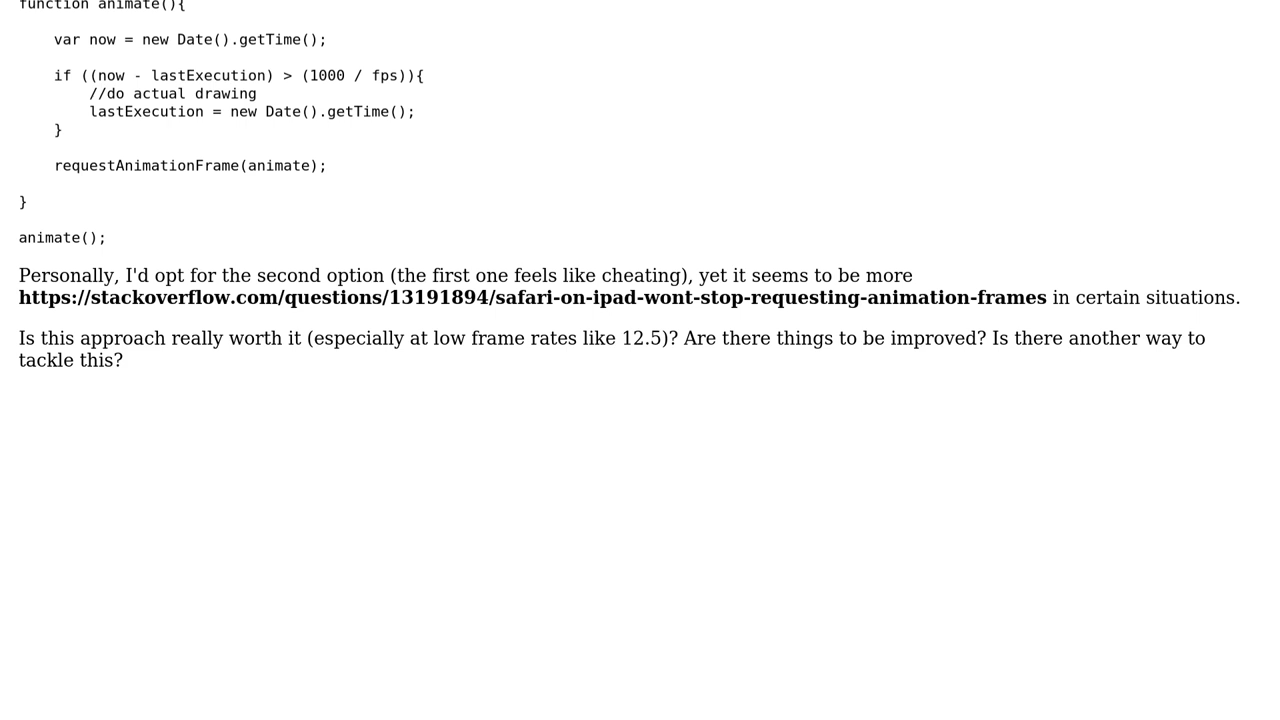 function animate(){
    var now = new Date().getTime();
    if ((now - lastExecution) > (1000 / fps)){
        //do actual drawing
        lastExecution = new Date().getTime();
    }
    requestAnimationFrame(animate);
}
animate();
Personally, I'd opt for the second option (the first one feels like cheating), yet it seems to be more
https://stackoverflow.com/questions/13191894/safari-on-ipad-wont-stop-requesting-animation-frames in certain situations.
Is this approach really worth it (especially at low frame rates like 12.5)? Are there things to be improved? Is there another way to
tackle this?